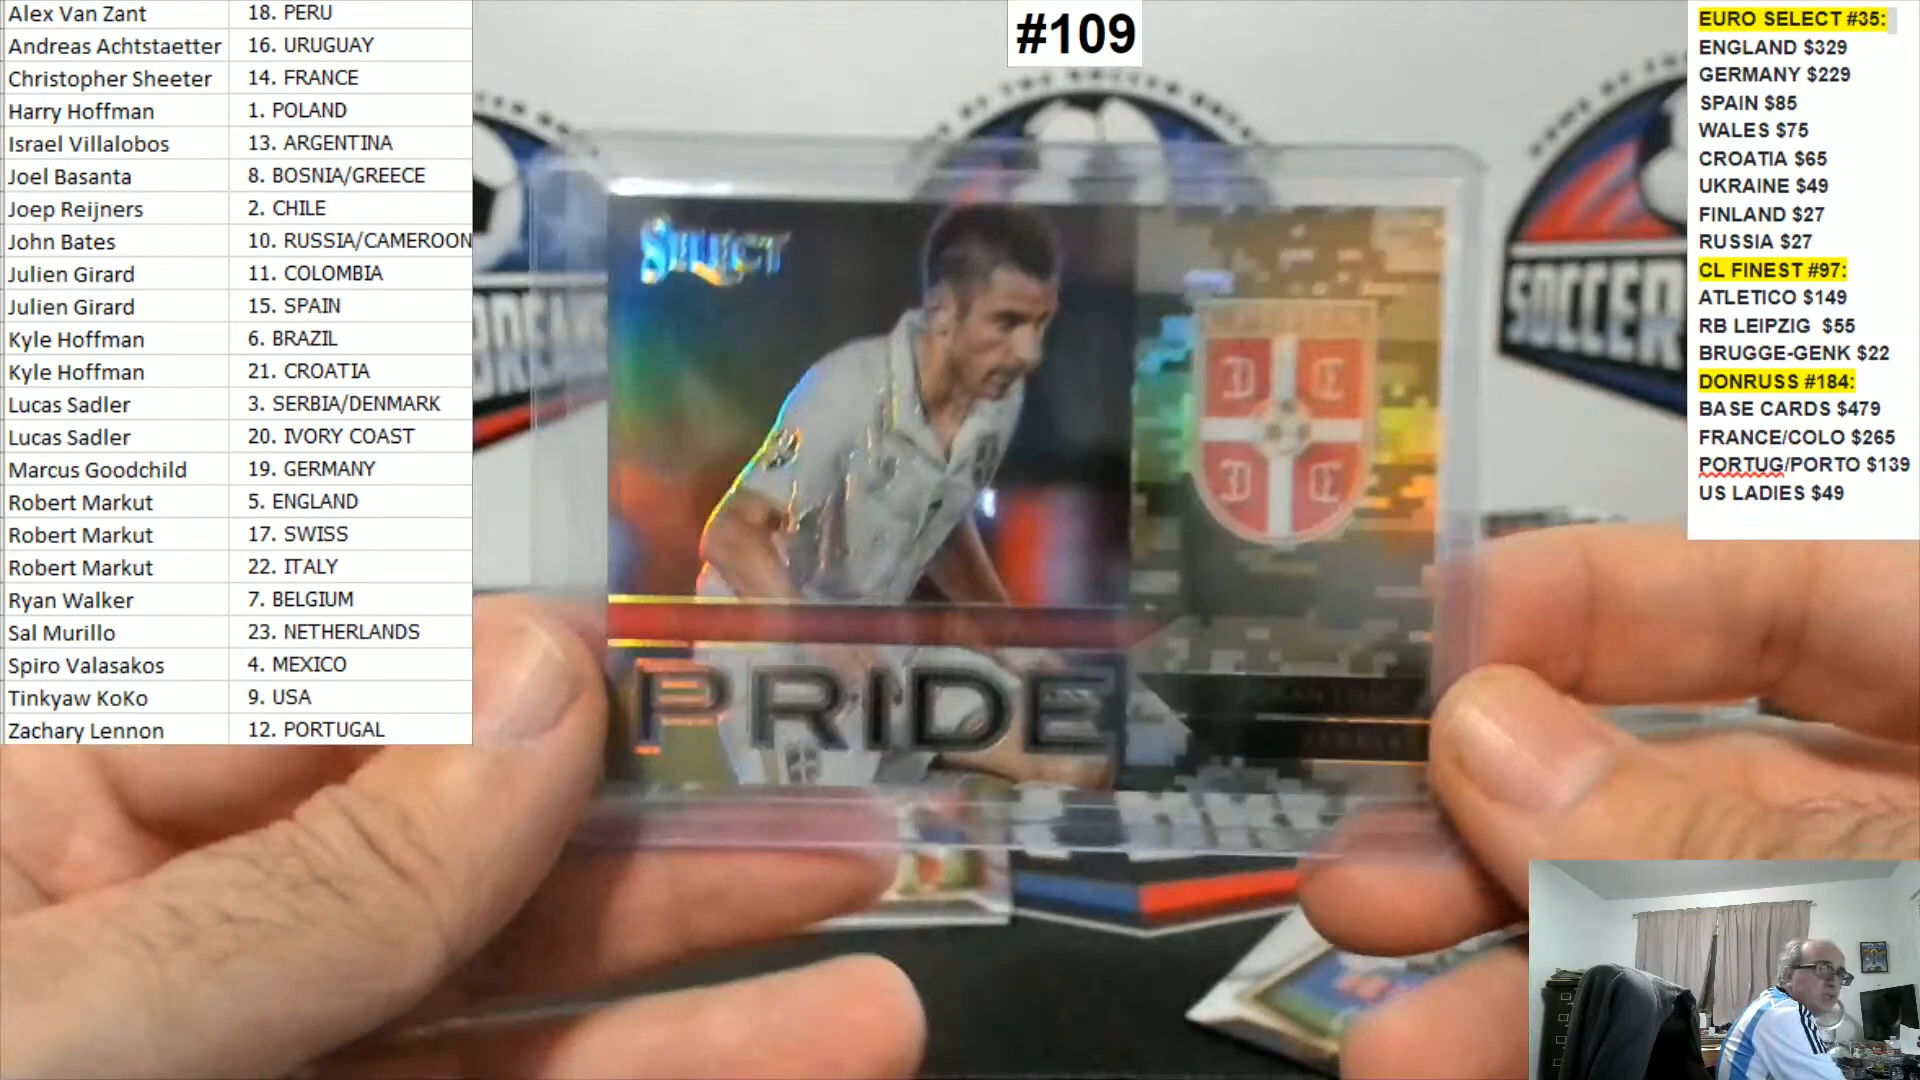 Alex Van Zant 18. PERU
Andreas Achtstaetter 16. URUGUAY
Christopher Sheeter 14. FRANCE
Harry Hoffman 1. POLAND
Israel Villalobos 13. ARGENTINA
Joel Basanta 8. BOSNIA/GREECE
Joep Reijners 2. CHILE
John Bates 10. RUSSIA/CAMEROON
Julien Girard 11. COLOMBIA
Julien Girard 15. SPAIN
Kyle Hoffman 6. BRAZIL
Kyle Hoffman 21. CROATIA
Lucas Sadler 3. SERBIA/DENMARK
Lucas Sadler 20. IVORY COAST
Marcus Goodchild 19. GERMANY
Robert Markut 5. ENGLAND
Robert Markut 17. SWISS
Robert Markut 22. ITALY
Ryan Walker 7. BELGIUM
Sal Murillo 23. NETHERLANDS
Spiro Valasakos 4. MEXICO
Tinkyaw KoKo 9. USA
Zachary Lennon 12. PORTUGAL
#109
SELECT
PRIDE
SOCCER
EURO SELECT #35:
ENGLAND $329
GERMANY $229
SPAIN $85
WALES $75
CROATIA $65
UKRAINE $49
FINLAND $27
RUSSIA $27
CL FINEST #97:
ATLETICO $149
RB LEIPZIG $55
BRUGGE-GENK $22
DONRUSS #184:
BASE CARDS $479
FRANCE/COLO $265
PORTUG/PORTO $139
US LADIES $49